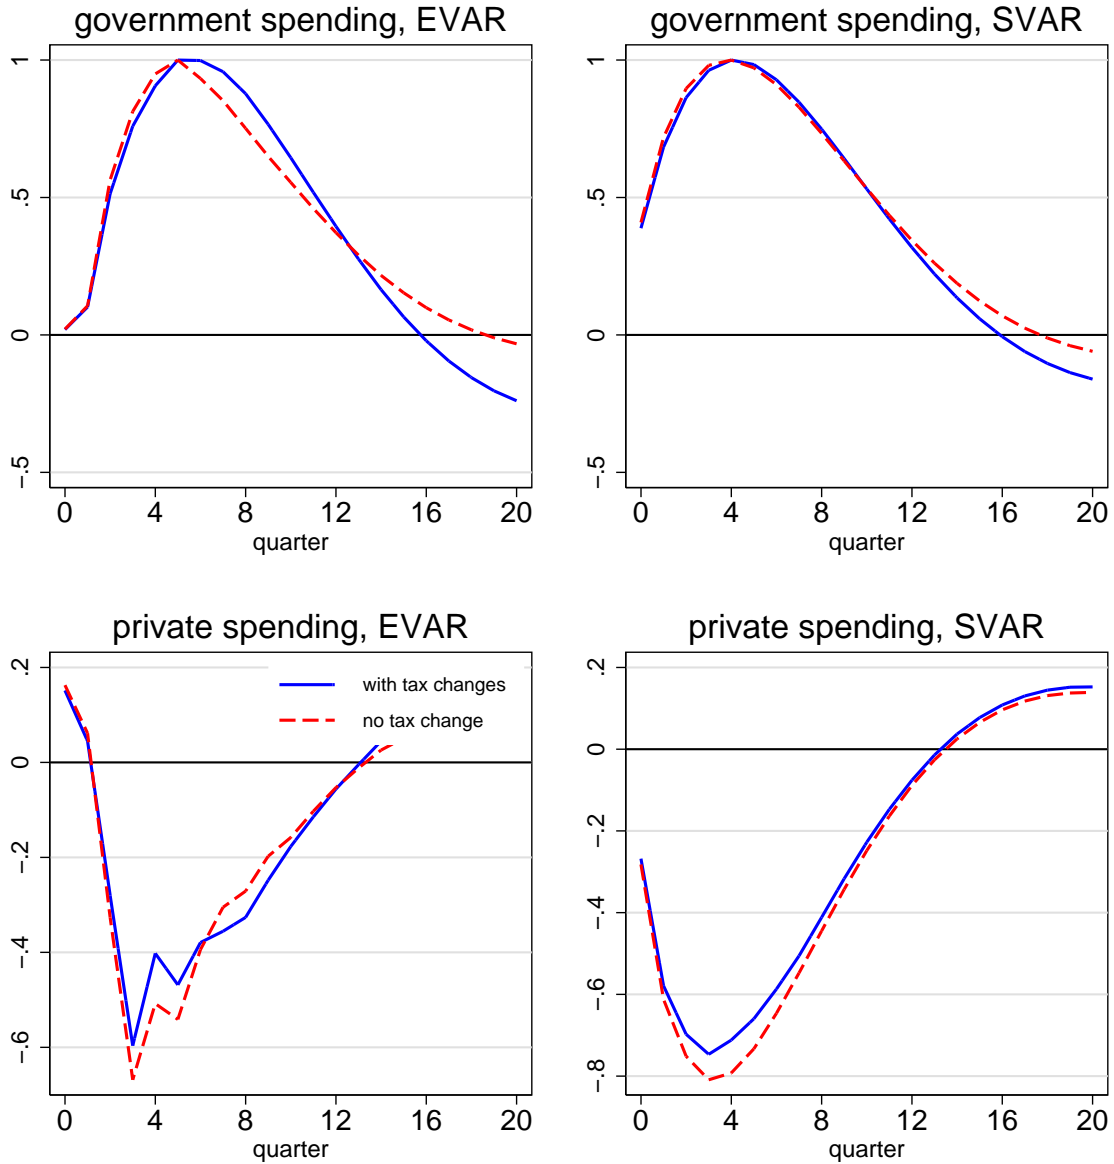 government spending, EVAR
1
.5
0
−.5
0 4 8 12 16 20
quarter
government spending, SVAR
1
.5
0
−.5
0 4 8 12 16 20
quarter
private spending, EVAR
.2
0
−.2
−.4
−.6
with tax changes
no tax change
0 4 8 12 16 20
quarter
private spending, SVAR
.2
0
−.2
−.4
−.6
−.8
0 4 8 12 16 20
quarter